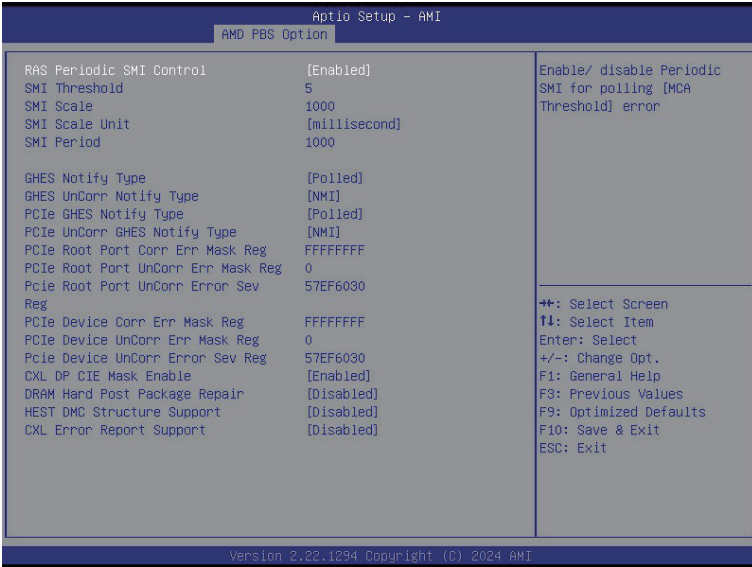 Aptio Setup – AMI
AMD PBS Option
RAS Periodic SMI Control [Enabled]
SMI Threshold 5
SMI Scale 1000
SMI Scale Unit [millisecond]
SMI Period 1000
GHES Notify Type [Polled]
GHES UnCorr Notify Type [NMI]
PCIe GHES Notify Type [Polled]
PCIe UnCorr GHES Notify Type [NMI]
PCIe Root Port Corr Err Mask Reg FFFFFFFF
PCIe Root Port UnCorr Err Mask Reg 0
Pcie Root Port UnCorr Error Sev 57EF6030
Reg
PCIe Device Corr Err Mask Reg FFFFFFFF
PCIe Device UnCorr Err Mask Reg 0
Pcie Device UnCorr Error Sev Reg 57EF6030
CXL DP CIE Mask Enable [Enabled]
DRAM Hard Post Package Repair [Disabled]
HEST DMC Structure Support [Disabled]
CXL Error Report Support [Disabled]
Enable/ disable Periodic
SMI for polling [MCA
Threshold] error
→←: Select Screen
↑↓: Select Item
Enter: Select
+/-: Change Opt.
F1: General Help
F3: Previous Values
F9: Optimized Defaults
F10: Save & Exit
ESC: Exit
Version 2.22.1294 Copyright (C) 2024 AMI